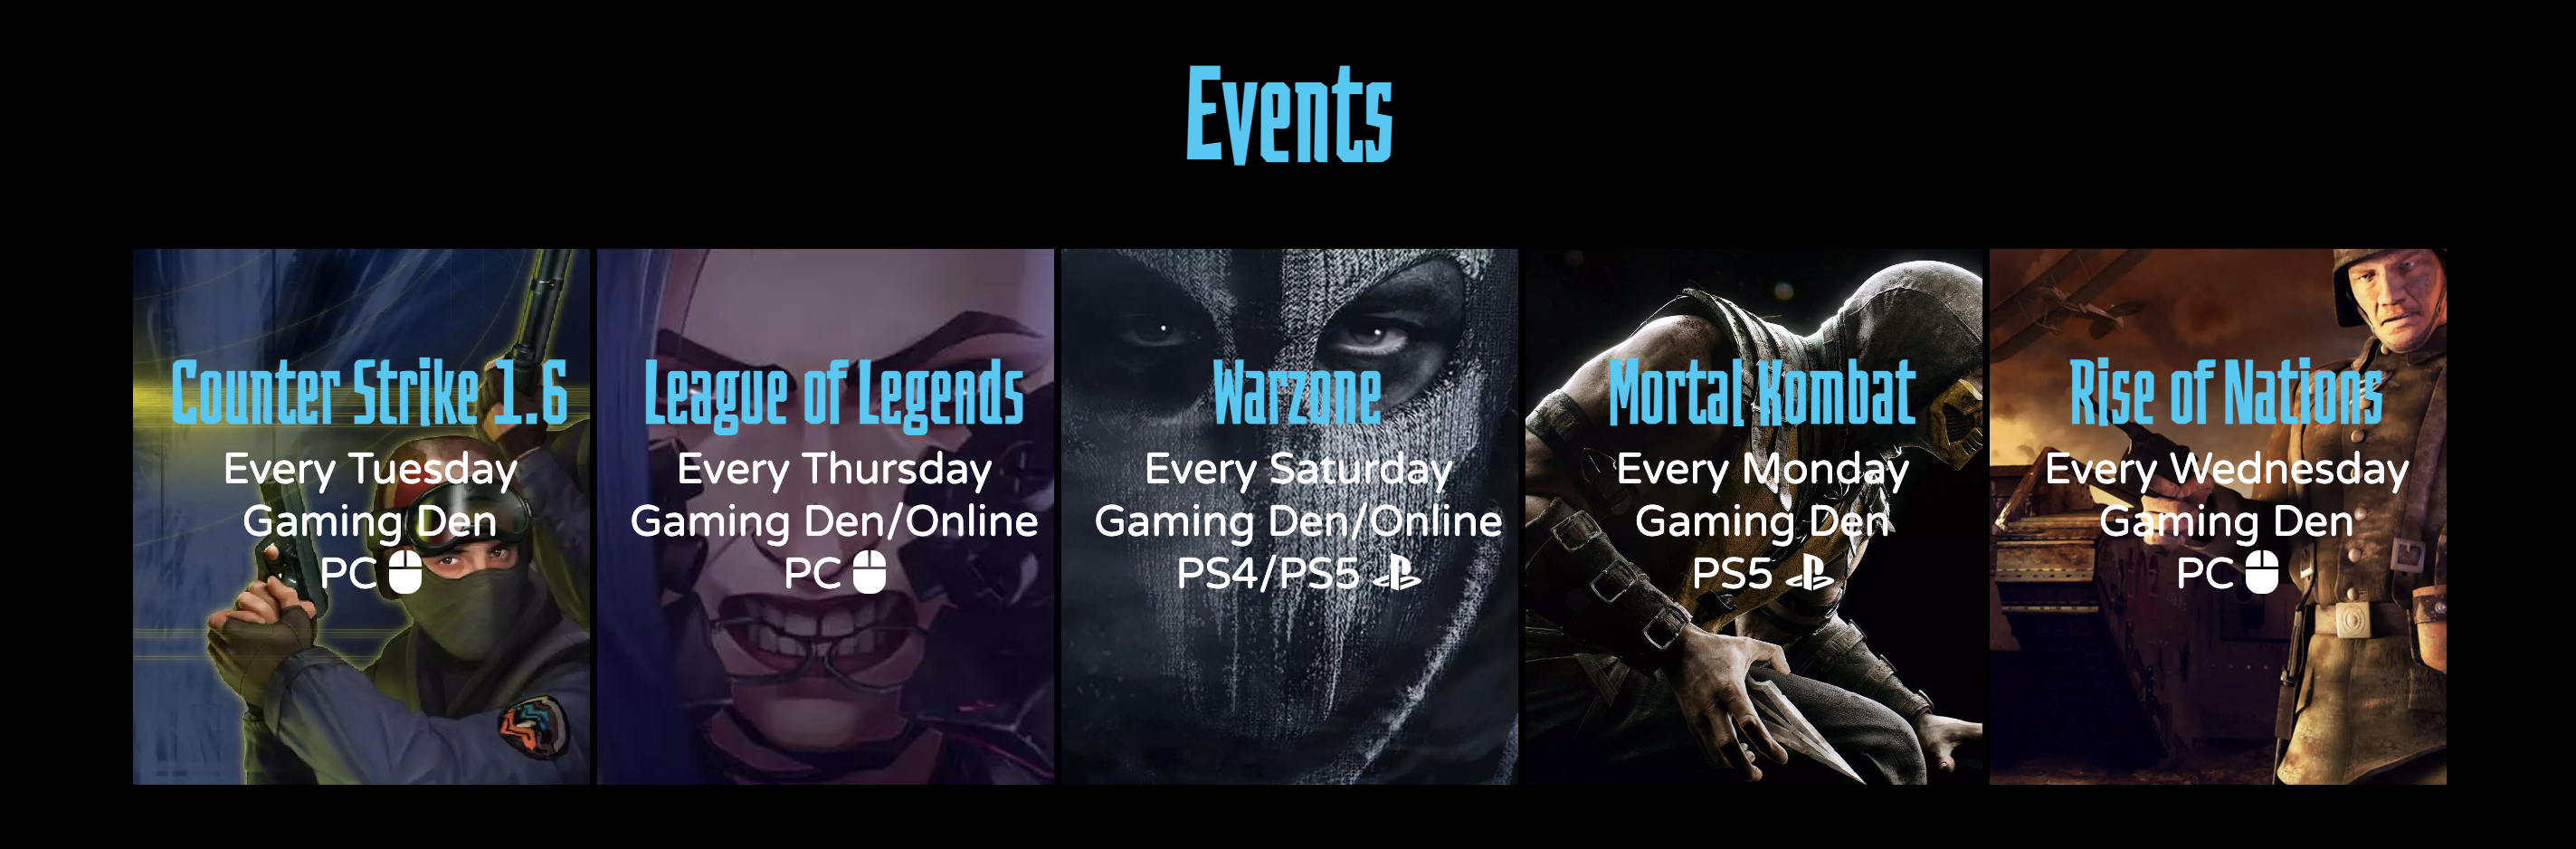 Events
Counter Strike 1.6
Every Tuesday
Gaming Den
PC
League of Legends
Every Thursday
Gaming Den/Online
PC
Warzone
Every Saturday
Gaming Den/Online
PS4/PS5
Mortal Kombat
Every Monday
Gaming Den
PS5
Rise of Nations
Every Wednesday
Gaming Den
PC